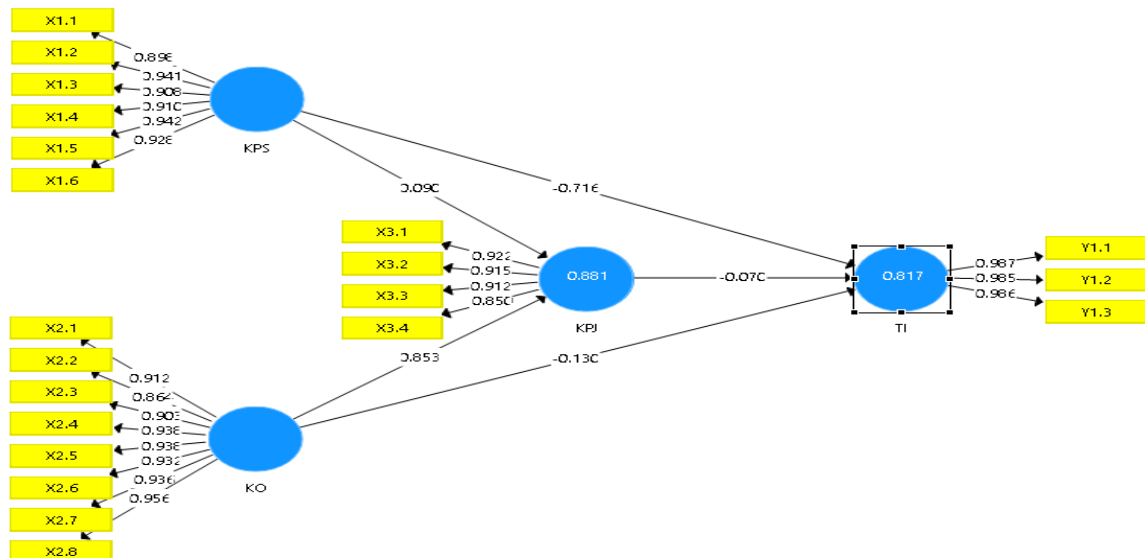 X1.1
X1.2
X1.3
X1.4
X1.5
X1.6
0.896
0.941
0.908
0.910
0.942
0.928
KPS
0.090
-0.716
X3.1
X3.2
X3.3
X3.4
0.922
0.915
0.912
0.850
0.881
KPJ
-0.070
0.817
TI
0.987
0.985
0.986
Y1.1
Y1.2
Y1.3
X2.1
X2.2
X2.3
X2.4
X2.5
X2.6
X2.7
X2.8
0.912
0.864
0.903
0.938
0.938
0.932
0.936
0.956
KO
0.853
-0.130